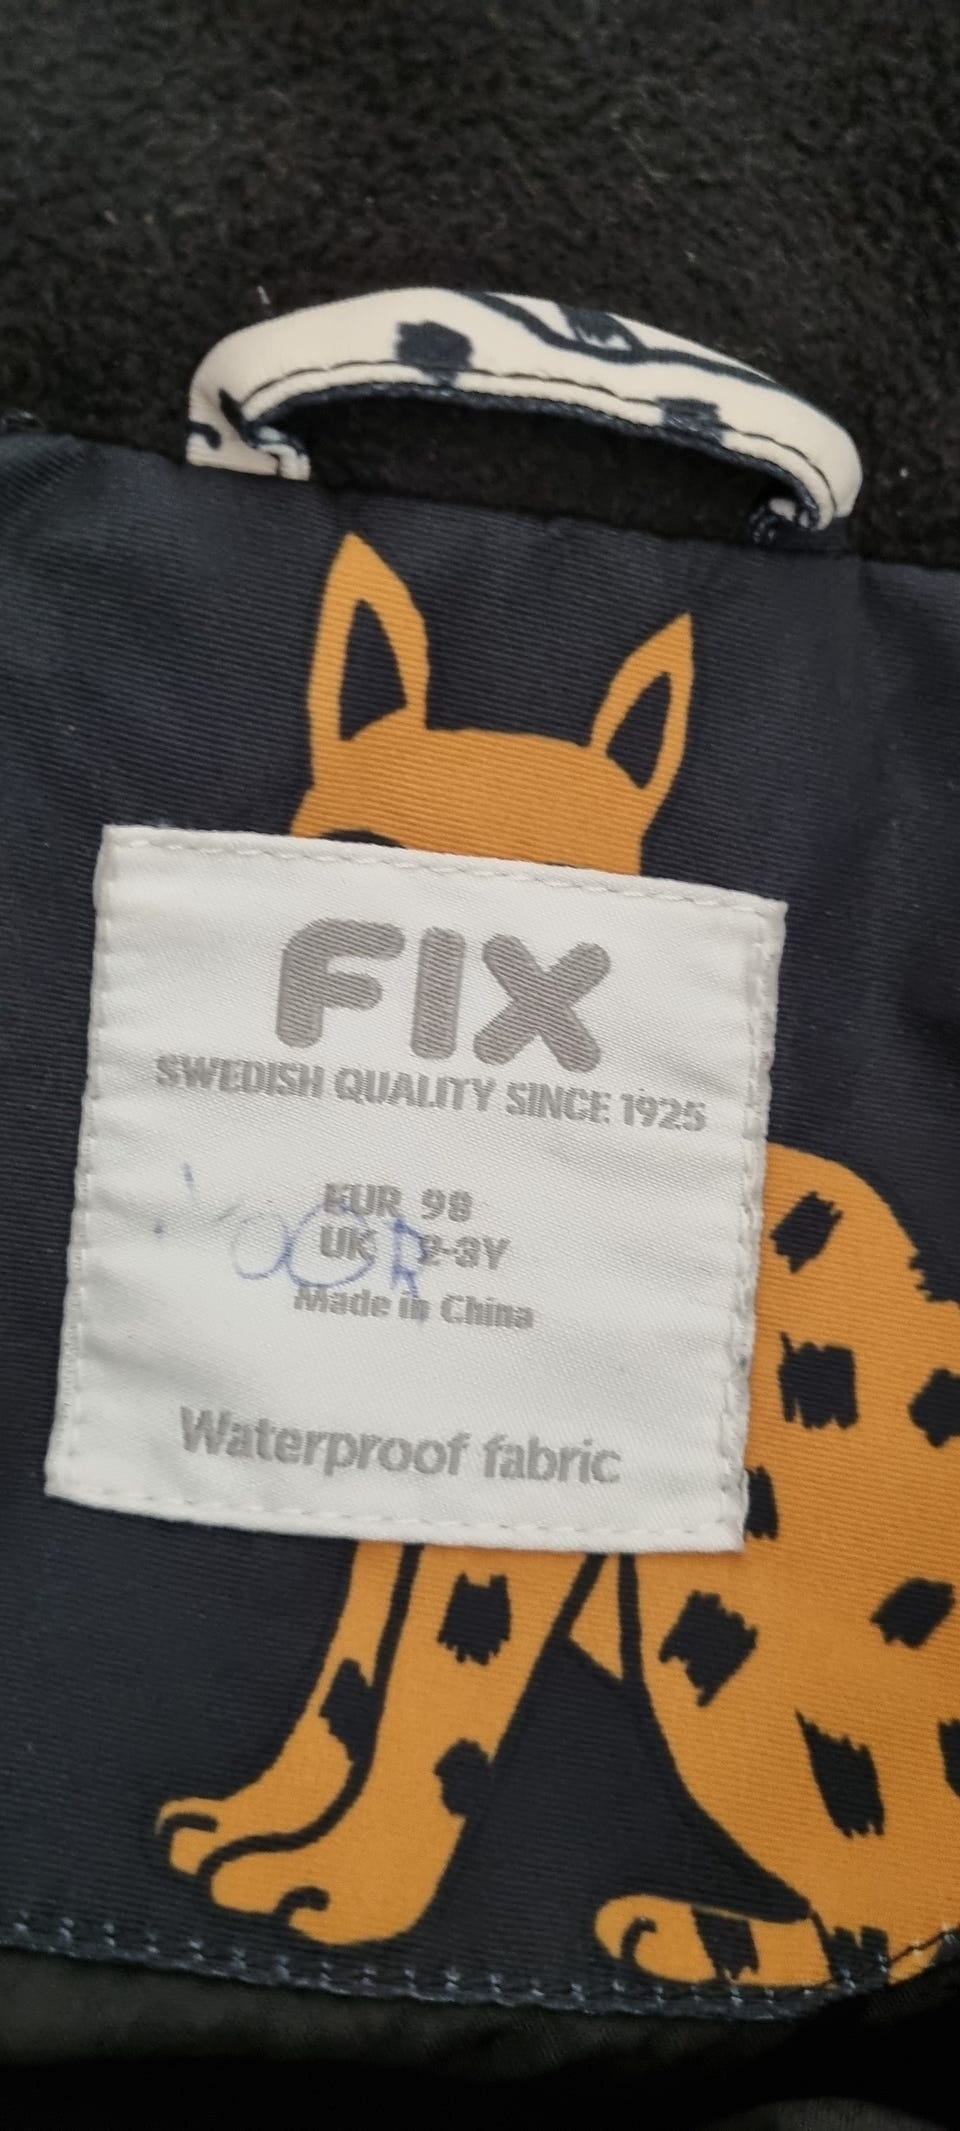 FIX
SWEDISH QUALITY SINCE 1925
EUR 98
UK 2-3Y
Made in China
Waterproof fabric